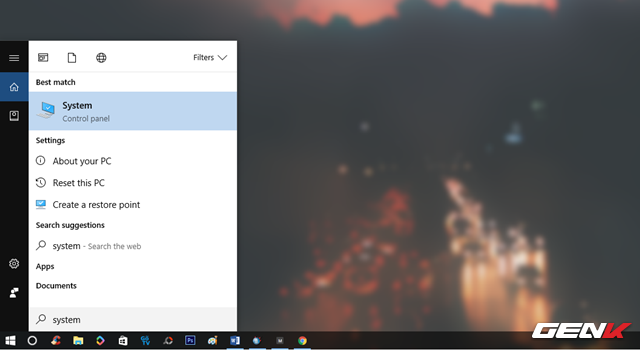 Filters
Best match
System
Control panel
Settings
About your PC
Reset this PC
Create a restore point
Search suggestions
system - Search the web
Apps
Documents
system
Ps
GENK